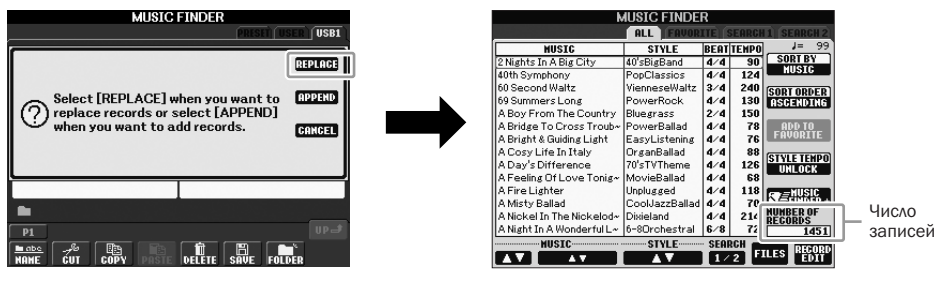 MUSIC FINDER
PRESET USER USB1
REPLACE
Select [REPLACE] when you want to
replace records or select [APPEND]
when you want to add records.
APPEND
CANCEL
P1
UP
NAME CUT COPY PASTE DELETE SAVE FOLDER
MUSIC FINDER
ALL FAVORITE SEARCH 1 SEARCH 2
MUSIC STYLE BEAT TEMPO
♩= 99
2 Nights In A Big City 40'sBigBand 4/4 90
40th Symphony PopClassics 4/4 124
60 Second Waltz VienneseWaltz 3/4 240
69 Summers Long PowerRock 4/4 130
A Boy From The Country Bluegrass 2/4 150
A Bridge To Cross Troub~ PowerBallad 4/4 78
A Bright & Guiding Light EasyListening 4/4 76
A Cosy Life In Italy OrganBallad 4/4 88
A Day's Difference 70'sTVTheme 4/4 126
A Feeling Of Love Tonig~ MovieBallad 4/4 68
A Fire Lighter Unplugged 4/4 118
A Misty Ballad CoolJazzBallad 4/4 70
A Nickel In The Nickelod~ Dixieland 4/4 214
A Night In A Wonderful L~ 6-8Orchestral 6/8 72
SORT BY
MUSIC
SORT ORDER
ASCENDING
ADD TO
FAVORITE
STYLE TEMPO
UNLOCK
MUSIC
NUMBER OF
RECORDS
1451
MUSIC STYLE SEARCH
1 / 2
FILES
RECORD
EDIT
Число
записей